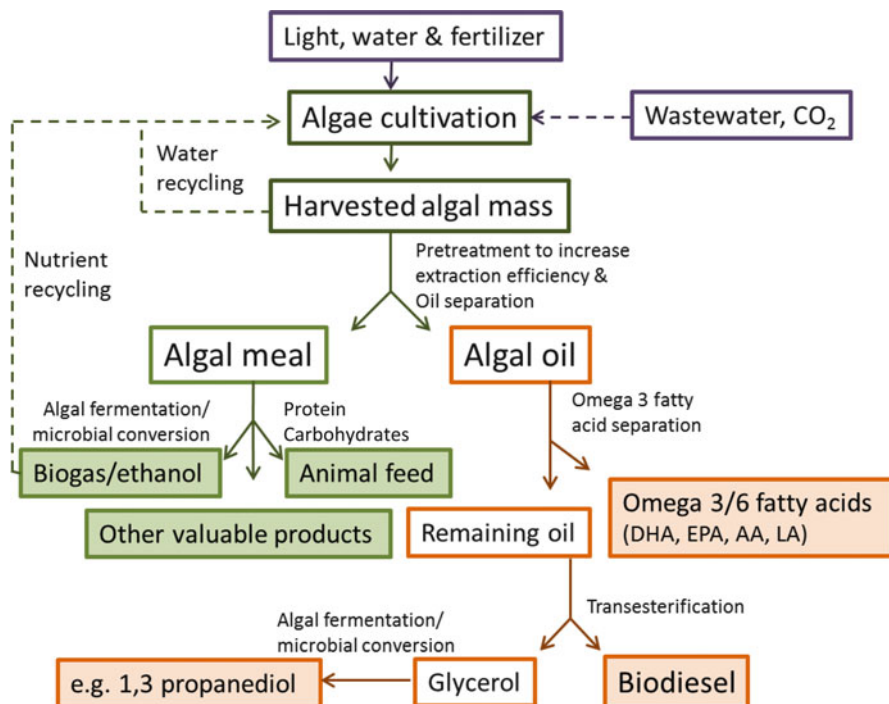 Light, water & fertilizer
Algae cultivation
Wastewater, CO₂
Water
recycling
Harvested algal mass
Nutrient
recycling
Pretreatment to increase
extraction efficiency &
Oil separation
Algal meal
Algal oil
Algal fermentation/
microbial conversion
Protein
Carbohydrates
Omega 3 fatty
acid separation
Biogas/ethanol
Animal feed
Other valuable products
Remaining oil
Omega 3/6 fatty acids
(DHA, EPA, AA, LA)
Algal fermentation/
microbial conversion
Transesterification
e.g. 1,3 propanediol
Glycerol
Biodiesel